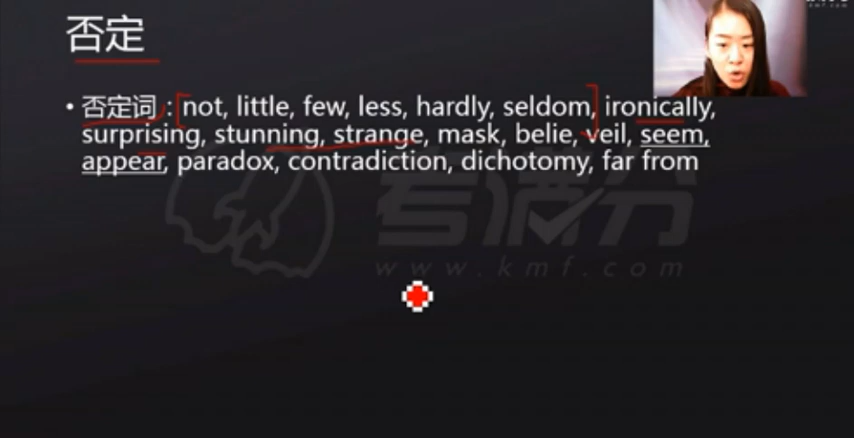 否定
• 否定词：not, little, few, less, hardly, seldom, ironically,
surprising, stunning, strange, mask, belie, veil, seem,
appear, paradox, contradiction, dichotomy, far from
考满分
www.kmf.com